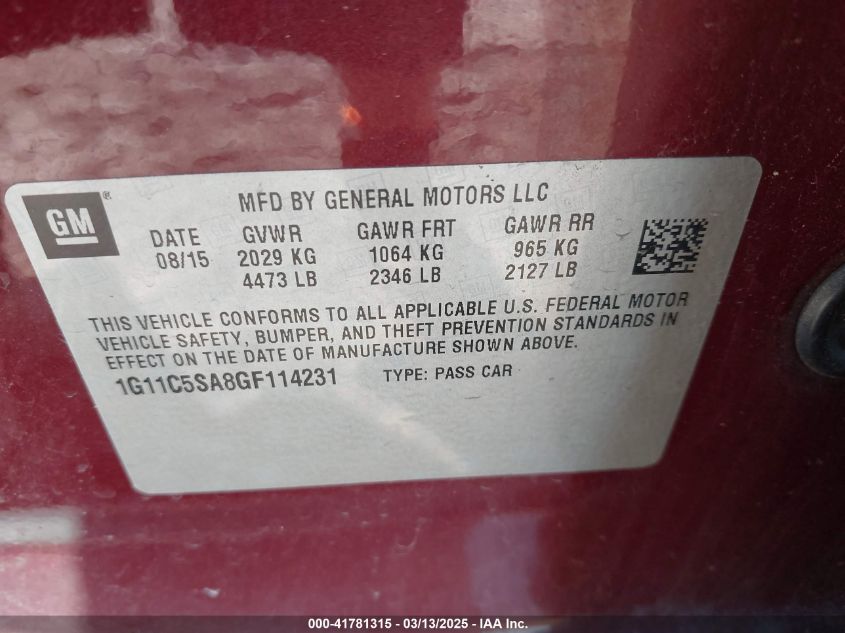 GM ®
MFD BY GENERAL MOTORS LLC
DATE GVWR GAWR FRT GAWR RR
08/15 2029 KG 1064 KG 965 KG
4473 LB 2346 LB 2127 LB
THIS VEHICLE CONFORMS TO ALL APPLICABLE U.S. FEDERAL MOTOR
VEHICLE SAFETY, BUMPER, AND THEFT PREVENTION STANDARDS IN
EFFECT ON THE DATE OF MANUFACTURE SHOWN ABOVE.
1G11C5SA8GF114231 TYPE: PASS CAR
000-41781315 | 03/13/2025 - IAA Inc.